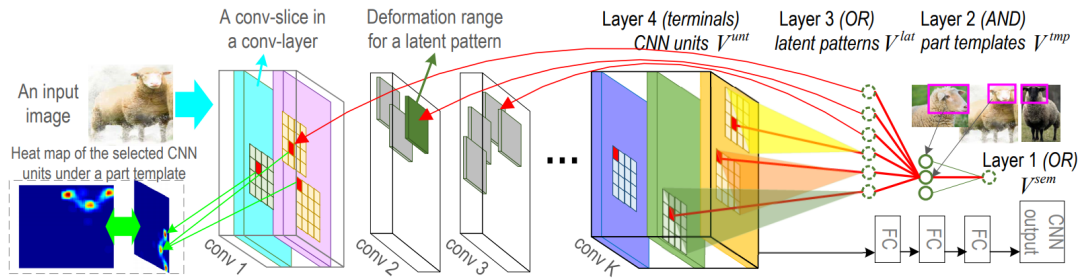 An input
image
Heat map of the selected CNN
units under a part template
A conv-slice in
a conv-layer
Deformation range
for a latent pattern
Layer 4 (terminals)
CNN units V^unt
Layer 3 (OR)
latent patterns V^lat
Layer 2 (AND)
part templates V^tmp
Layer 1 (OR)
V^sem
conv 1
conv 2
conv 3
conv K
FC
FC
FC
CNN
output